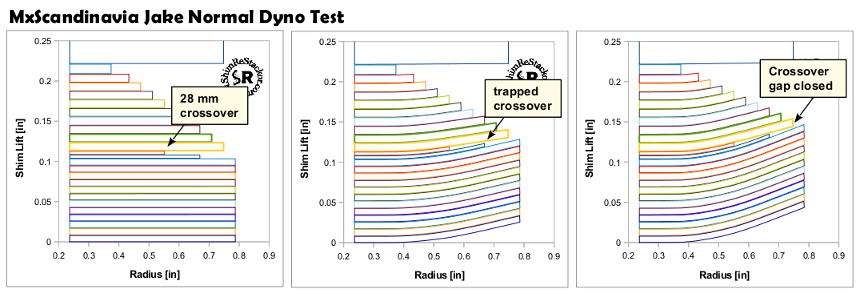 MxScandinavia Jake Normal Dyno Test
0.25
0.2
0.15
0.1
0.05
0
Shim Lift [in]
28 mm
crossover
ShimReStackor.com
SR
0.2 0.3 0.4 0.5 0.6 0.7 0.8 0.9
Radius [in]
0.25
0.2
0.15
0.1
0.05
0
Shim Lift [in]
trapped
crossover
SR
0.2 0.3 0.4 0.5 0.6 0.7 0.8 0.9
Radius [in]
0.25
0.2
0.15
0.1
0.05
0
Shim Lift [in]
Crossover
gap closed
0.2 0.3 0.4 0.5 0.6 0.7 0.8 0.9
Radius [in]